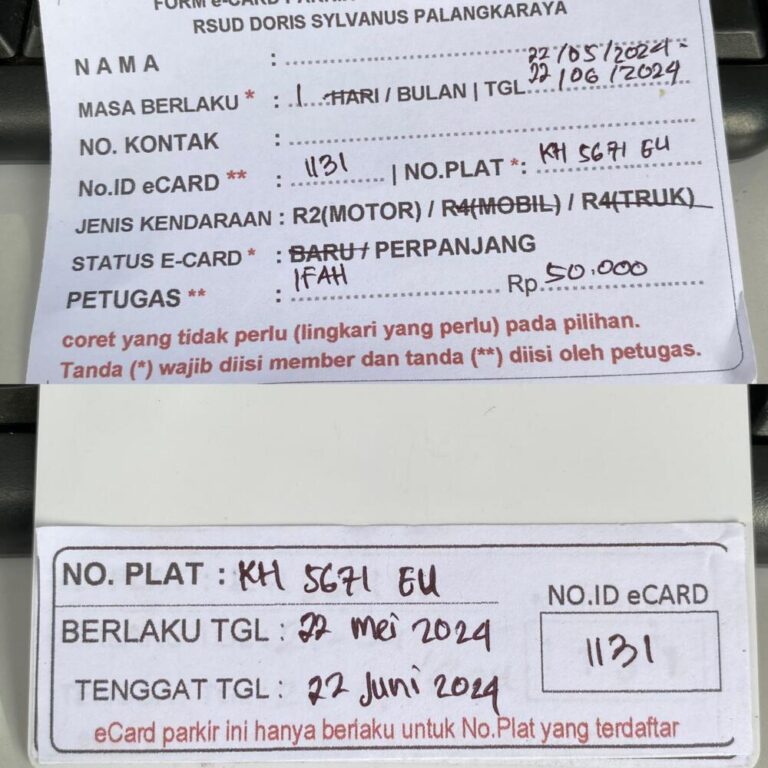 FORM e-CARD
RSUD DORIS SYLVANUS PALANGKARAYA
NAMA :
22/05/2024 -
MASA BERLAKU * : 1 HARI / BULAN | TGL 22/06/2024
NO. KONTAK :
No.ID eCARD ** : 1131 | NO.PLAT *: KH 5671 EU
JENIS KENDARAAN : R2(MOTOR) / R4(MOBIL) / R4(TRUK)
STATUS E-CARD * : BARU / PERPANJANG
PETUGAS ** : IFAH Rp. 50.000
coret yang tidak perlu (lingkari yang perlu) pada pilihan.
Tanda (*) wajib diisi member dan tanda (**) diisi oleh petugas.
NO. PLAT : KH 5671 EU
BERLAKU TGL : 22 Mei 2024
TENGGAT TGL : 22 Juni 2024
NO.ID eCARD
1131
eCard parkir ini hanya berlaku untuk No.Plat yang terdaftar